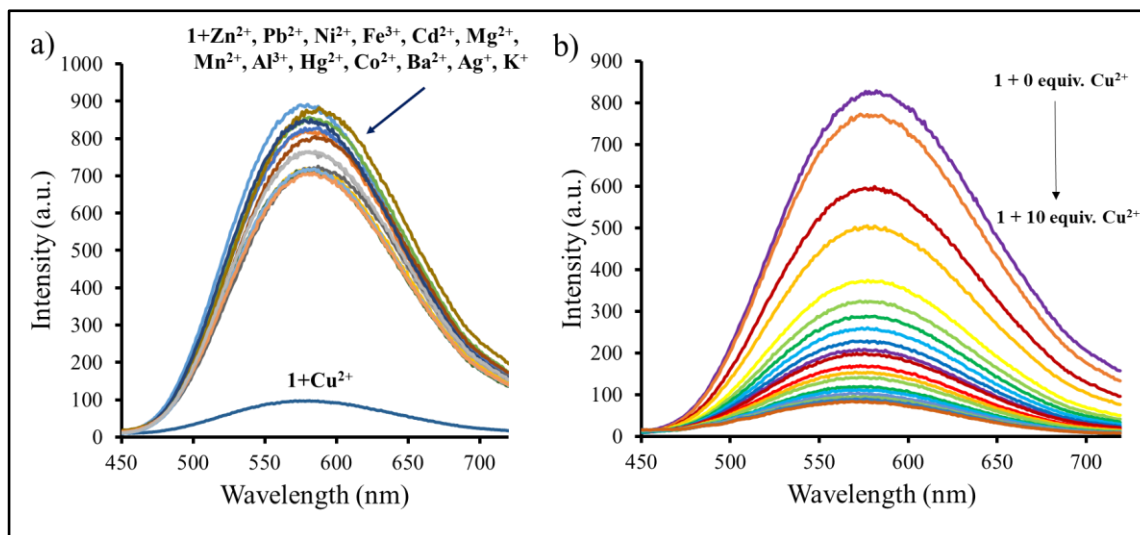 a)
1+Zn²⁺, Pb²⁺, Ni²⁺, Fe³⁺, Cd²⁺, Mg²⁺,
Mn²⁺, Al³⁺, Hg²⁺, Co²⁺, Ba²⁺, Ag⁺, K⁺
1000
900
800
700
600
500
400
300
200
100
0
Intensity (a.u.)
1+Cu²⁺
450 500 550 600 650 700
Wavelength (nm)
b)
1 + 0 equiv. Cu²⁺
1 + 10 equiv. Cu²⁺
900
800
700
600
500
400
300
200
100
0
Intensity (a.u.)
450 500 550 600 650 700
Wavelength (nm)